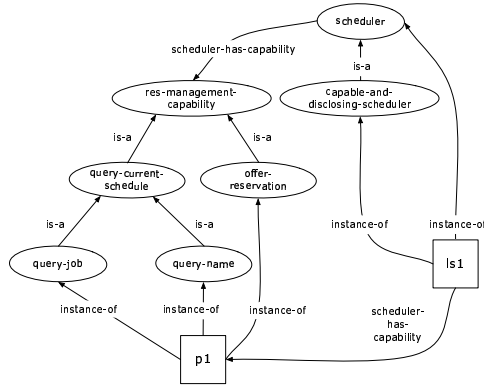 scheduler
scheduler-has-capability
is-a
res-management-
capability
capable-and-
disclosing-scheduler
is-a
is-a
query-current-
schedule
offer-
reservation
is-a
is-a
instance-of
instance-of
query-job
query-name
ls1
instance-of
instance-of
instance-of
scheduler-
has-
capability
p1